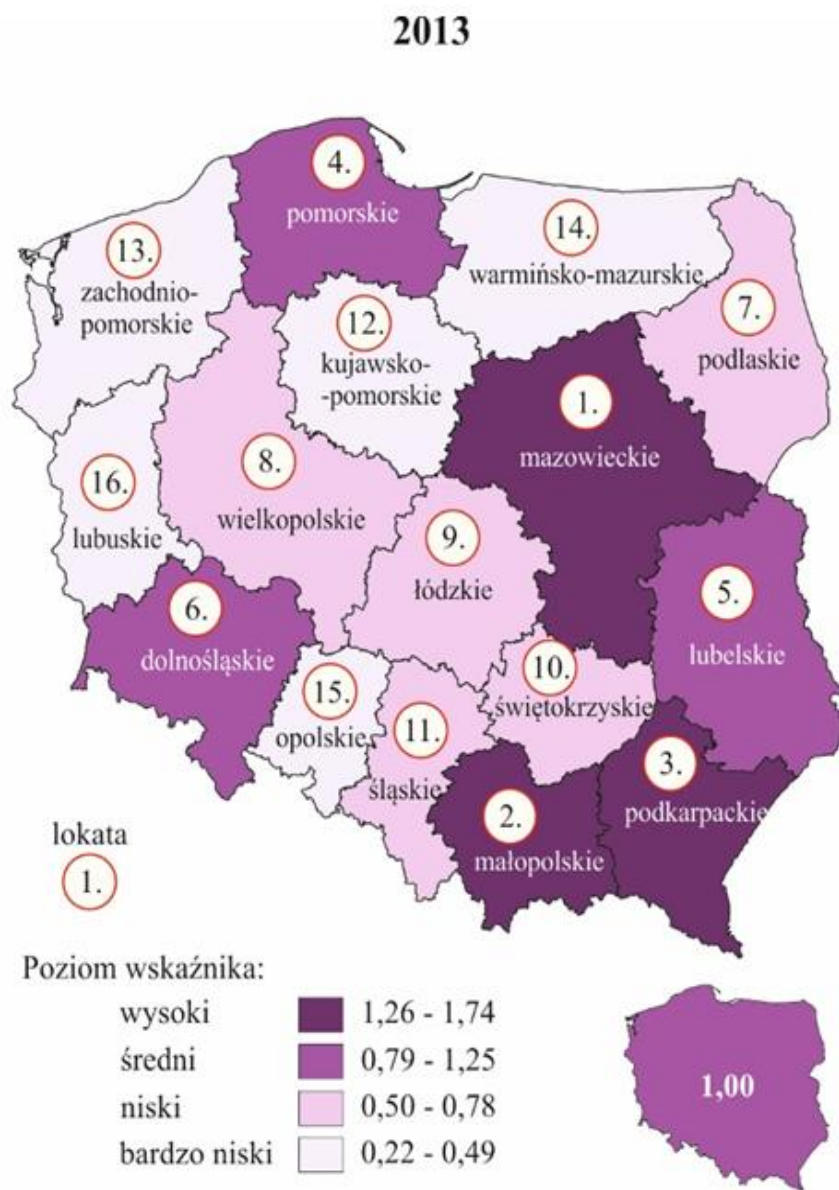 2013
4.
pomorskie
14.
warmińsko-mazurskie
13.
zachodnio-
pomorskie
7.
podlaskie
12.
kujawsko-
-pomorskie
1.
mazowieckie
8.
wielkopolskie
16.
lubuskie
9.
łódzkie
5.
lubelskie
6.
dolnośląskie
10.
świętokrzyskie
15.
opolskie
11.
śląskie
3.
podkarpackie
2.
małopolskie
lokata
1.
Poziom wskaźnika:
wysoki 1,26 - 1,74
średni 0,79 - 1,25
niski 0,50 - 0,78
bardzo niski 0,22 - 0,49
1,00